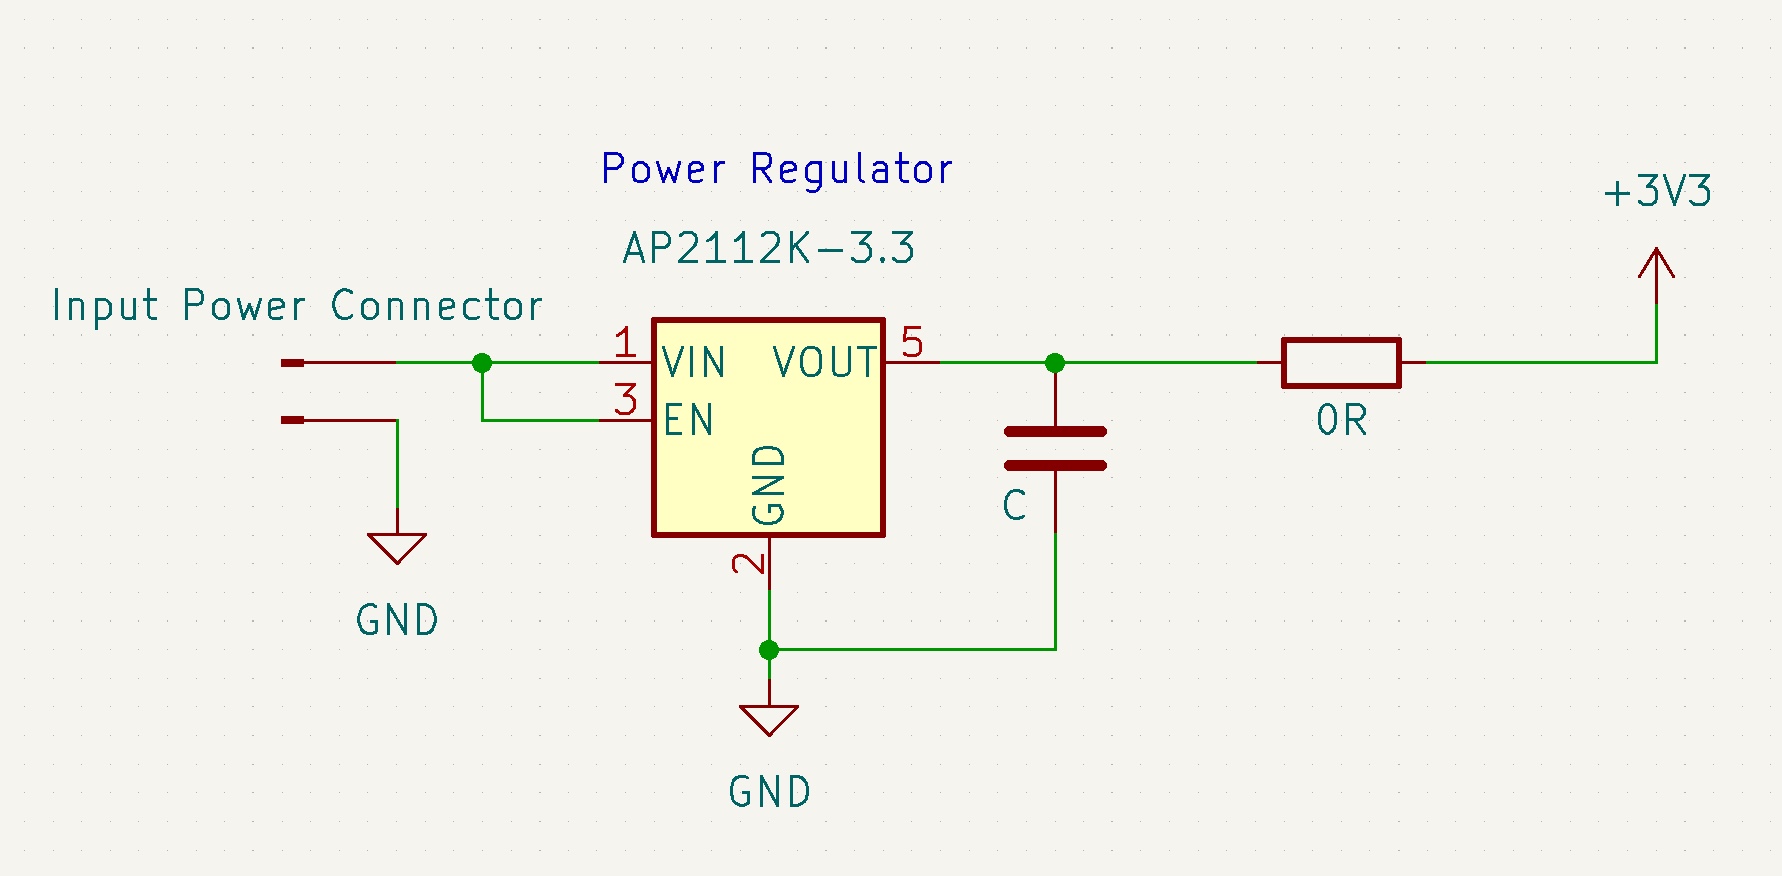 Power Regulator
+3V3
AP2112K-3.3
Input Power Connector
1
5
VIN
VOUT
3
EN
0R
GND
C
2
GND
GND